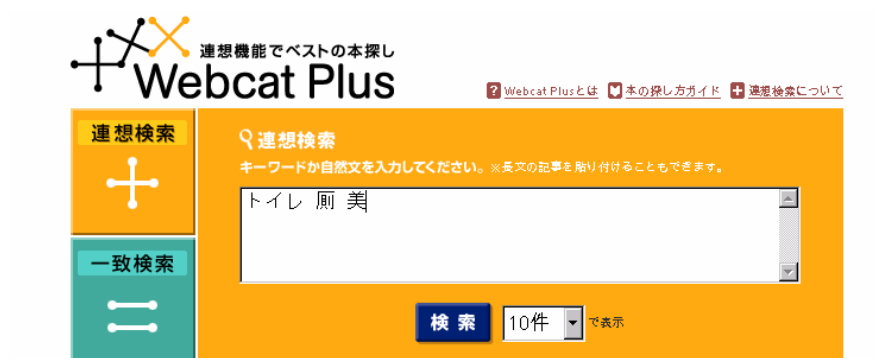 連想機能でベストの本探し
Webcat Plus
? Webcat Plusとは 本の探し方ガイド + 連想検索について
連想検索
連想検索
キーワードか自然文を入力してください。※長文の記事を貼り付けることもできます。
トイレ 厠 美
一致検索
検索 10件 で表示